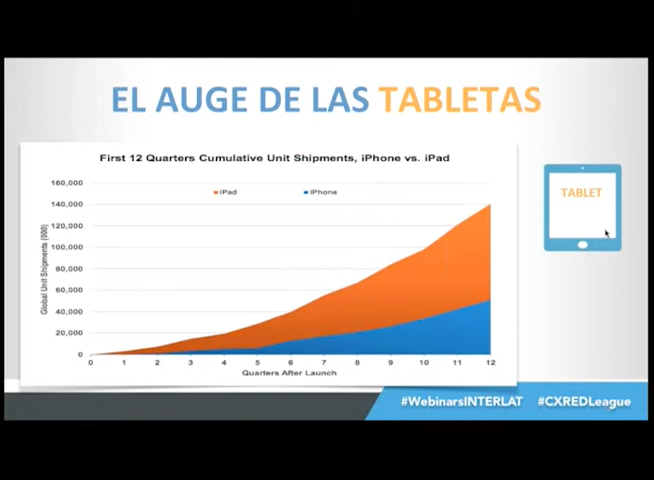 EL AUGE DE LAS TABLETAS
First 12 Quarters Cumulative Unit Shipments, iPhone vs. iPad
160,000
iPad iPhone
140,000
120,000
100,000
80,000
60,000
40,000
20,000
0
Global Unit Shipments (000)
0 1 2 3 4 5 6 7 8 9 10 11 12
Quarters After Launch
TABLET
#WebinarsINTERLAT #CXREDLeague